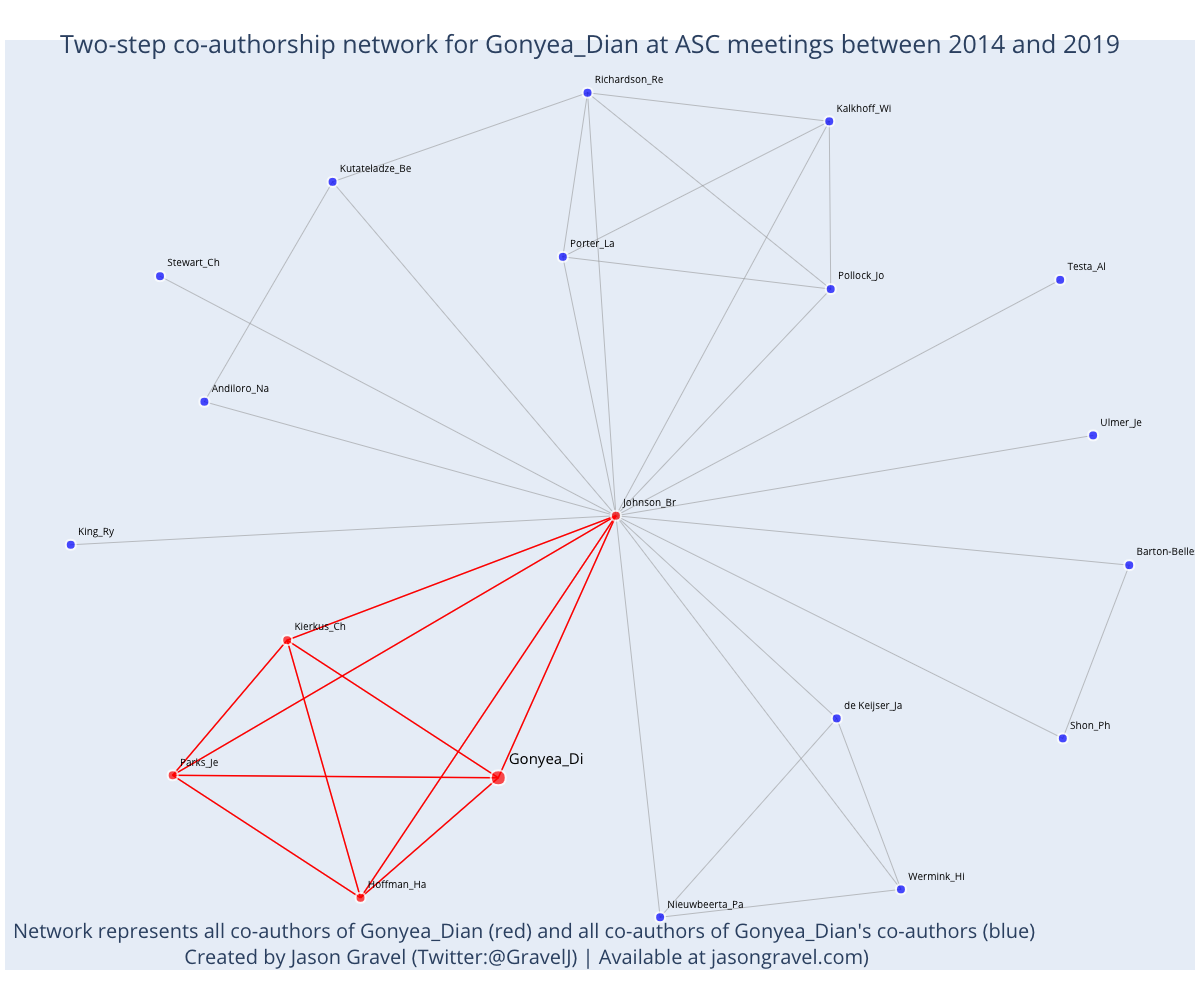 Two-step co-authorship network for Gonyea_Dian at ASC meetings between 2014 and 2019
Richardson_Re
Kalkhoff_Wi
Kutateladze_Be
Porter_La
Stewart_Ch
Testa_Al
Pollock_Jo
Andiloro_Na
Ulmer_Je
Johnson_Br
King_Ry
Barton-Belle
Kierkus_Ch
de Keijser_Ja
Shon_Ph
Parks_Je
Gonyea_Di
Hoffman_Ha
Wermink_Hi
Nieuwbeerta_Pa
Network represents all co-authors of Gonyea_Dian (red) and all co-authors of Gonyea_Dian's co-authors (blue)
Created by Jason Gravel (Twitter:@GravelJ) | Available at jasongravel.com)